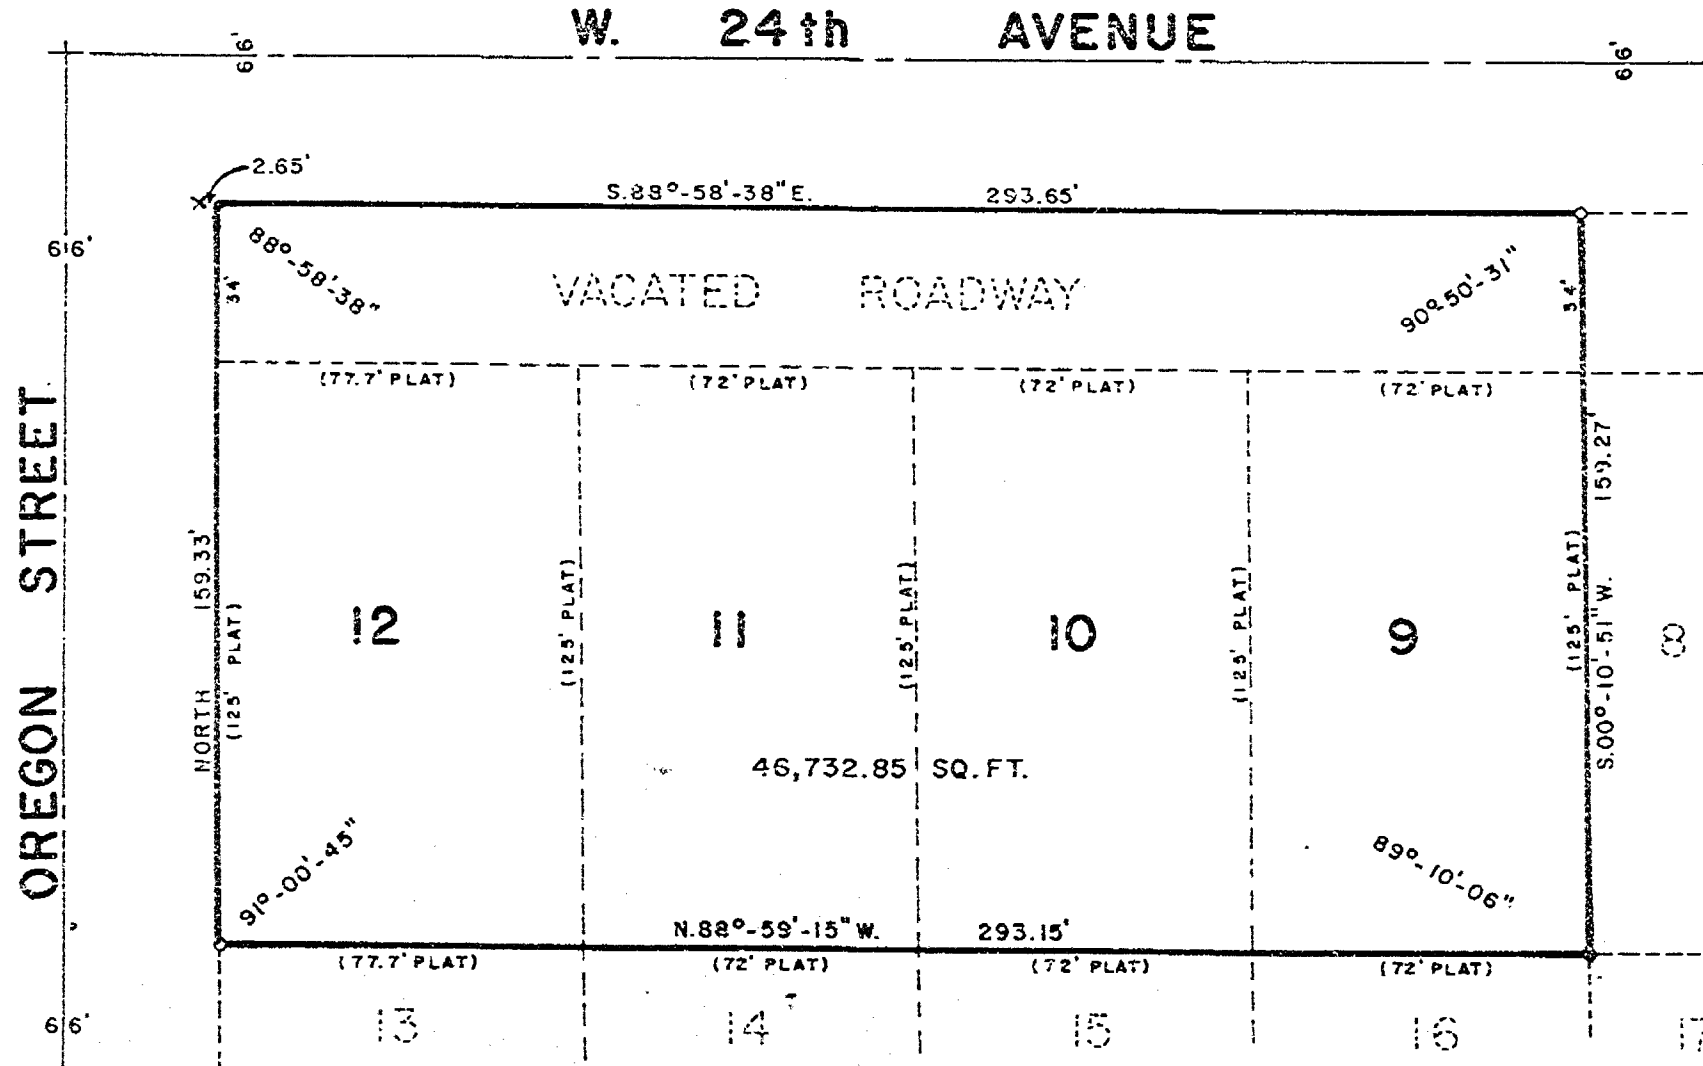 W. 24th AVENUE
66'
66'
2.65'
S.88°-58'-38"E. 293.65'
66'
88°-58'-38"
34'
VACATED ROADWAY
90°-50'-31"
34'
(77.7' PLAT)
(72' PLAT)
(72' PLAT)
(72' PLAT)
OREGON STREET
NORTH 159.33'
(125' PLAT)
12
(125' PLAT)
11
(125' PLAT)
10
(125' PLAT)
9
(125' PLAT)
S.00°-10'-51"W. 159.27'
8
46,732.85 SQ.FT.
91°-00'-45"
89°-10'-06"
N.88°-59'-15"W. 293.15'
(77.7' PLAT)
(72' PLAT)
(72' PLAT)
(72' PLAT)
66'
13
14
15
16
17